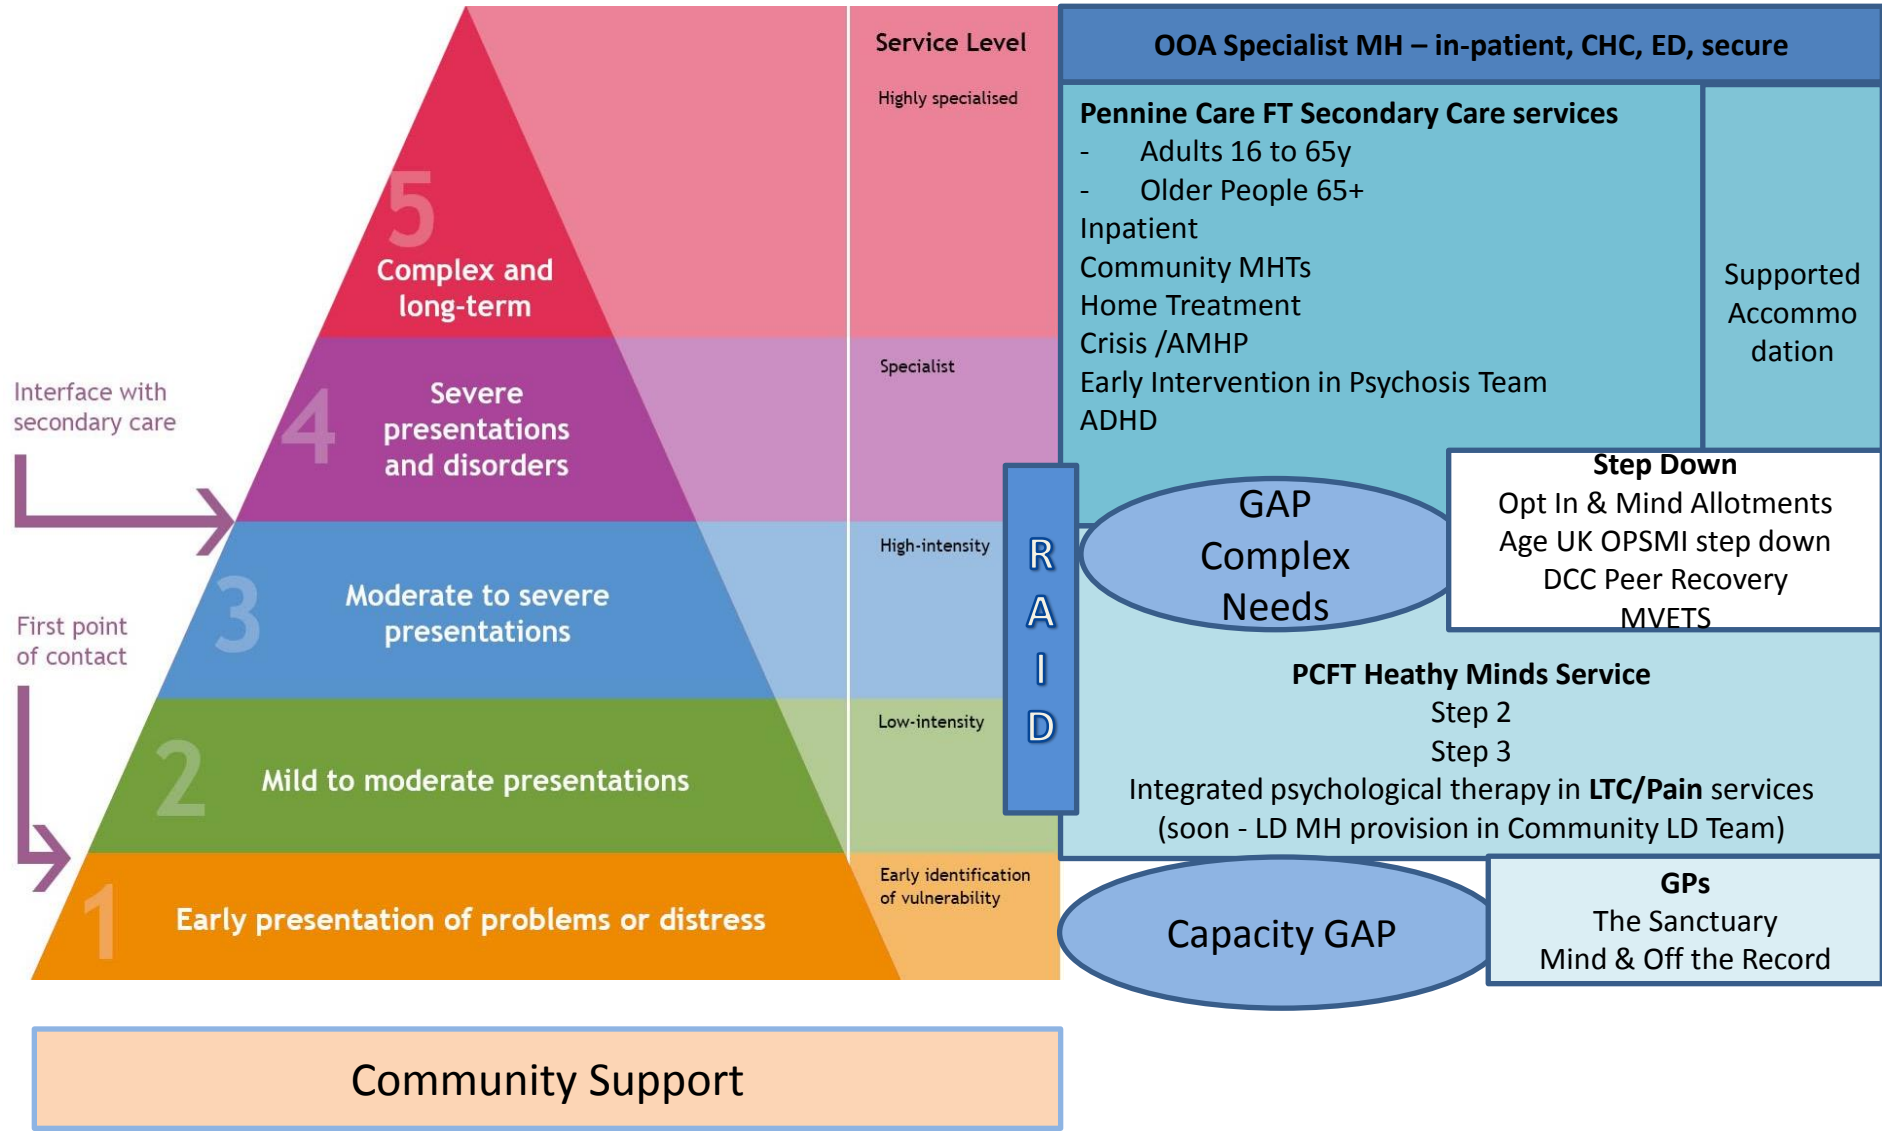 5
Complex and
long-term
4
Severe
presentations
and disorders
3
Moderate to severe
presentations
2
Mild to moderate presentations
1
Early presentation of problems or distress
Interface with
secondary care
First point
of contact
Service Level
Highly specialised
Specialist
High-intensity
Low-intensity
Early identification
of vulnerability
OOA Specialist MH – in-patient, CHC, ED, secure
Pennine Care FT Secondary Care services
- Adults 16 to 65y
- Older People 65+
Inpatient
Community MHTs
Home Treatment
Crisis /AMHP
Early Intervention in Psychosis Team
ADHD
Supported
Accommo
dation
R
A
I
D
GAP
Complex
Needs
Step Down
Opt In & Mind Allotments
Age UK OPSMI step down
DCC Peer Recovery
MVETS
PCFT Heathy Minds Service
Step 2
Step 3
Integrated psychological therapy in LTC/Pain services
(soon - LD MH provision in Community LD Team)
Capacity GAP
GPs
The Sanctuary
Mind & Off the Record
Community Support